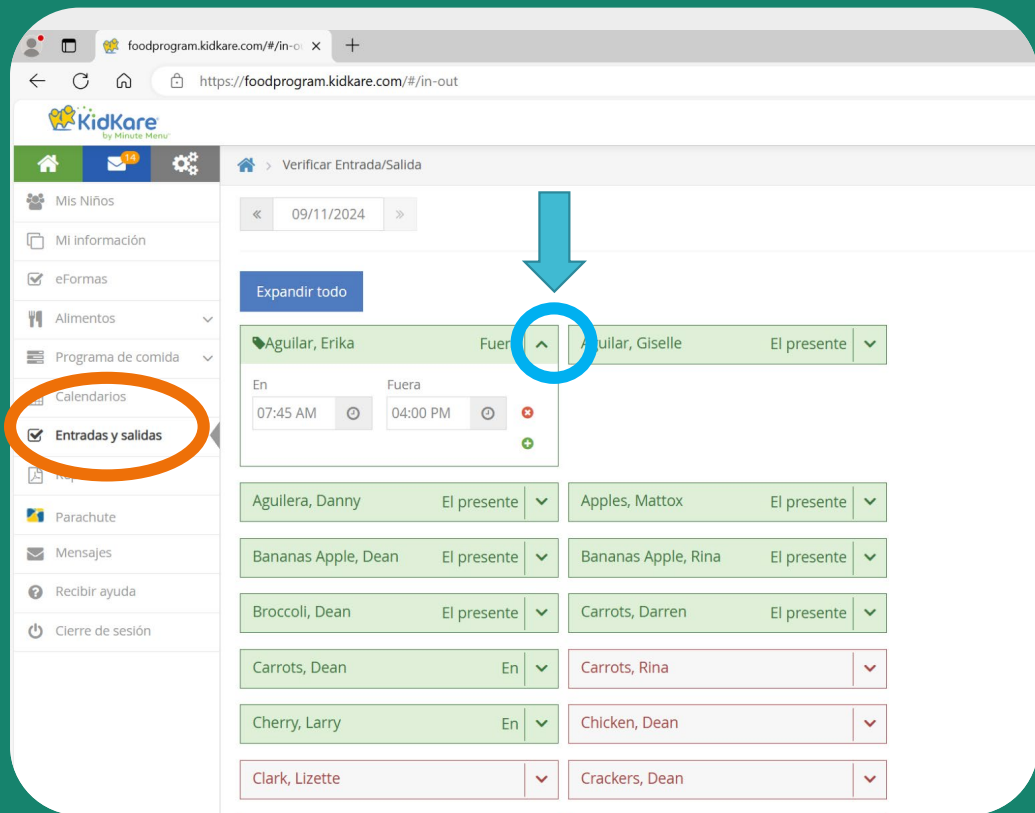 foodprogram.kidkare.com/#/in-o
https://foodprogram.kidkare.com/#/in-out
KidKare
by Minute Menu
14
Verificar Entrada/Salida
Mis Niños
Mi información
eFormas
Alimentos
Programa de comida
Calendarios
Entradas y salidas
Parachute
Mensajes
Recibir ayuda
Cierre de sesión
« 09/11/2024 »
Expandir todo
Aguilar, Erika Fuer
Aguilar, Giselle El presente
En Fuera
07:45 AM 04:00 PM
Aguilera, Danny El presente
Apples, Mattox El presente
Bananas Apple, Dean El presente
Bananas Apple, Rina El presente
Broccoli, Dean El presente
Carrots, Darren El presente
Carrots, Dean En
Carrots, Rina
Cherry, Larry En
Chicken, Dean
Clark, Lizette
Crackers, Dean